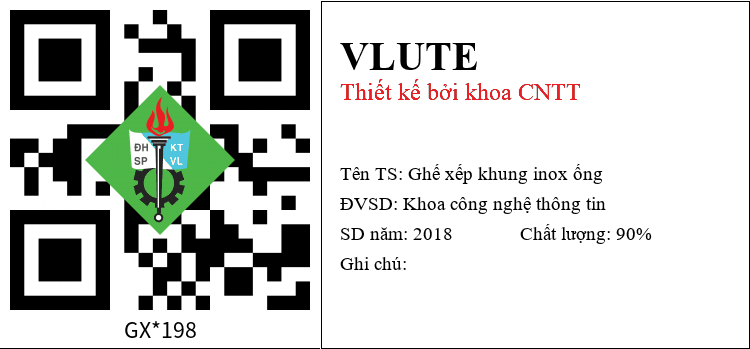 ĐH KT
SP VL
GX*198
VLUTE
Thiết kế bởi khoa CNTT
Tên TS: Ghế xếp khung inox ống
ĐVSD: Khoa công nghệ thông tin
SD năm: 2018 Chất lượng: 90%
Ghi chú: